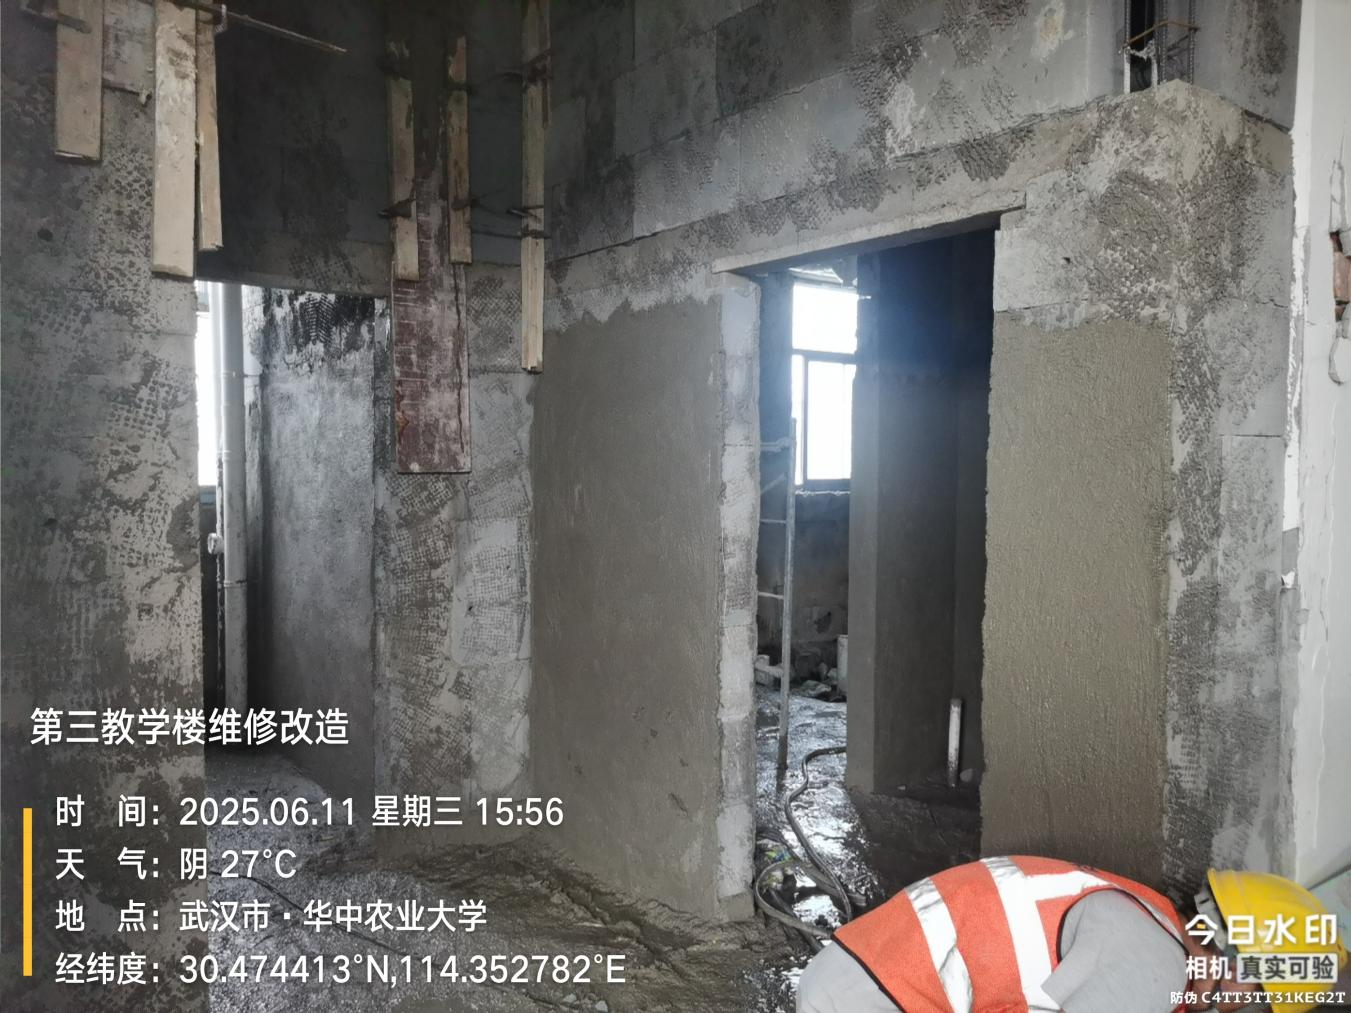 第三教学楼维修改造
时 间：2025.06.11 星期三 15:56
天 气：阴 27°C
地 点：武汉市·华中农业大学
经纬度：30.474413°N,114.352782°E
今日水印
相机 真实可验
防伪 C4TT3TT31KEG2T